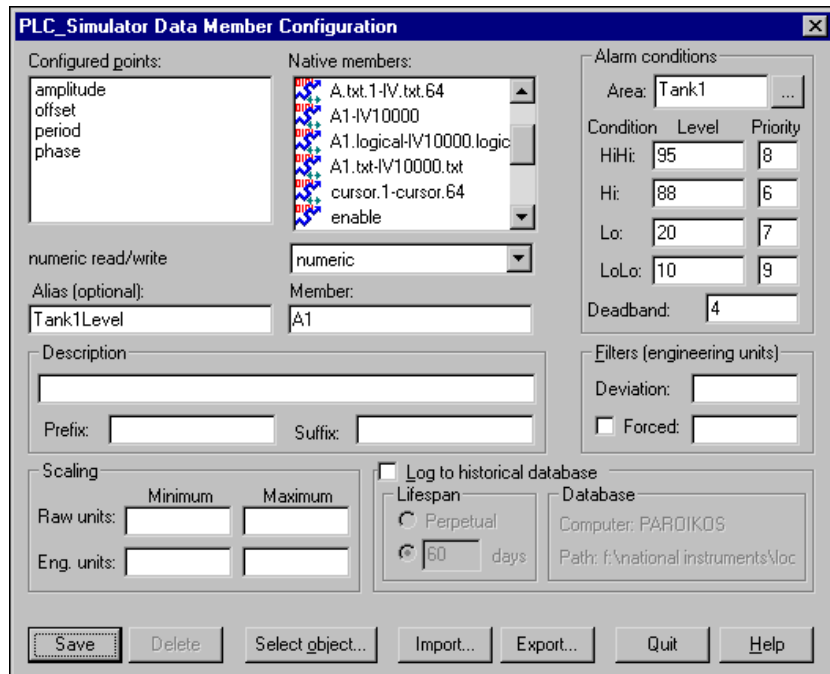 PLC_Simulator Data Member Configuration
Configured points:
amplitude
offset
period
phase
Native members:
A.txt.1-IV.txt.64
A1-IV10000
A1.logical-IV10000.logic
A1.txt-IV10000.txt
cursor.1-cursor.64
enable
numeric read/write
numeric
Alias (optional):
Tank1Level
Member:
A1
Alarm conditions
Area: Tank1 ...
Condition Level Priority
HiHi: 95 8
Hi: 88 6
Lo: 20 7
LoLo: 10 9
Deadband: 4
Description
Prefix: Suffix:
Filters (engineering units)
Deviation:
Forced:
Scaling
Minimum Maximum
Raw units:
Eng. units:
Log to historical database
Lifespan
Perpetual
60 days
Database
Computer: PAROIKOS
Path: f:\national instruments\loc
Save Delete Select object... Import... Export... Quit Help